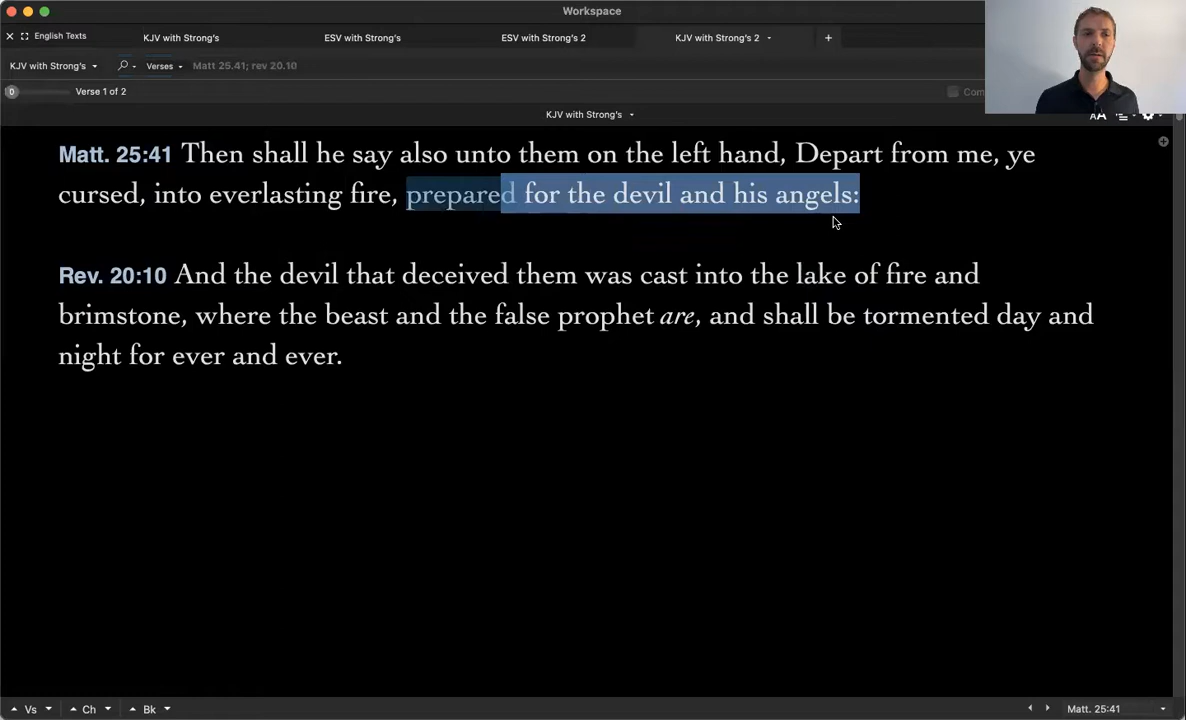 Workspace
English Texts
KJV with Strong's
ESV with Strong's
ESV with Strong's 2
KJV with Strong's 2
+
KJV with Strong's
Verses
Matt 25.41; rev 20.10
0
Verse 1 of 2
Com
KJV with Strong's
AA
Matt. 25:41 Then shall he say also unto them on the left hand, Depart from me, ye
cursed, into everlasting fire, prepared for the devil and his angels:
Rev. 20:10 And the devil that deceived them was cast into the lake of fire and
brimstone, where the beast and the false prophet are, and shall be tormented day and
night for ever and ever.
Vs
Ch
Bk
Matt. 25:41